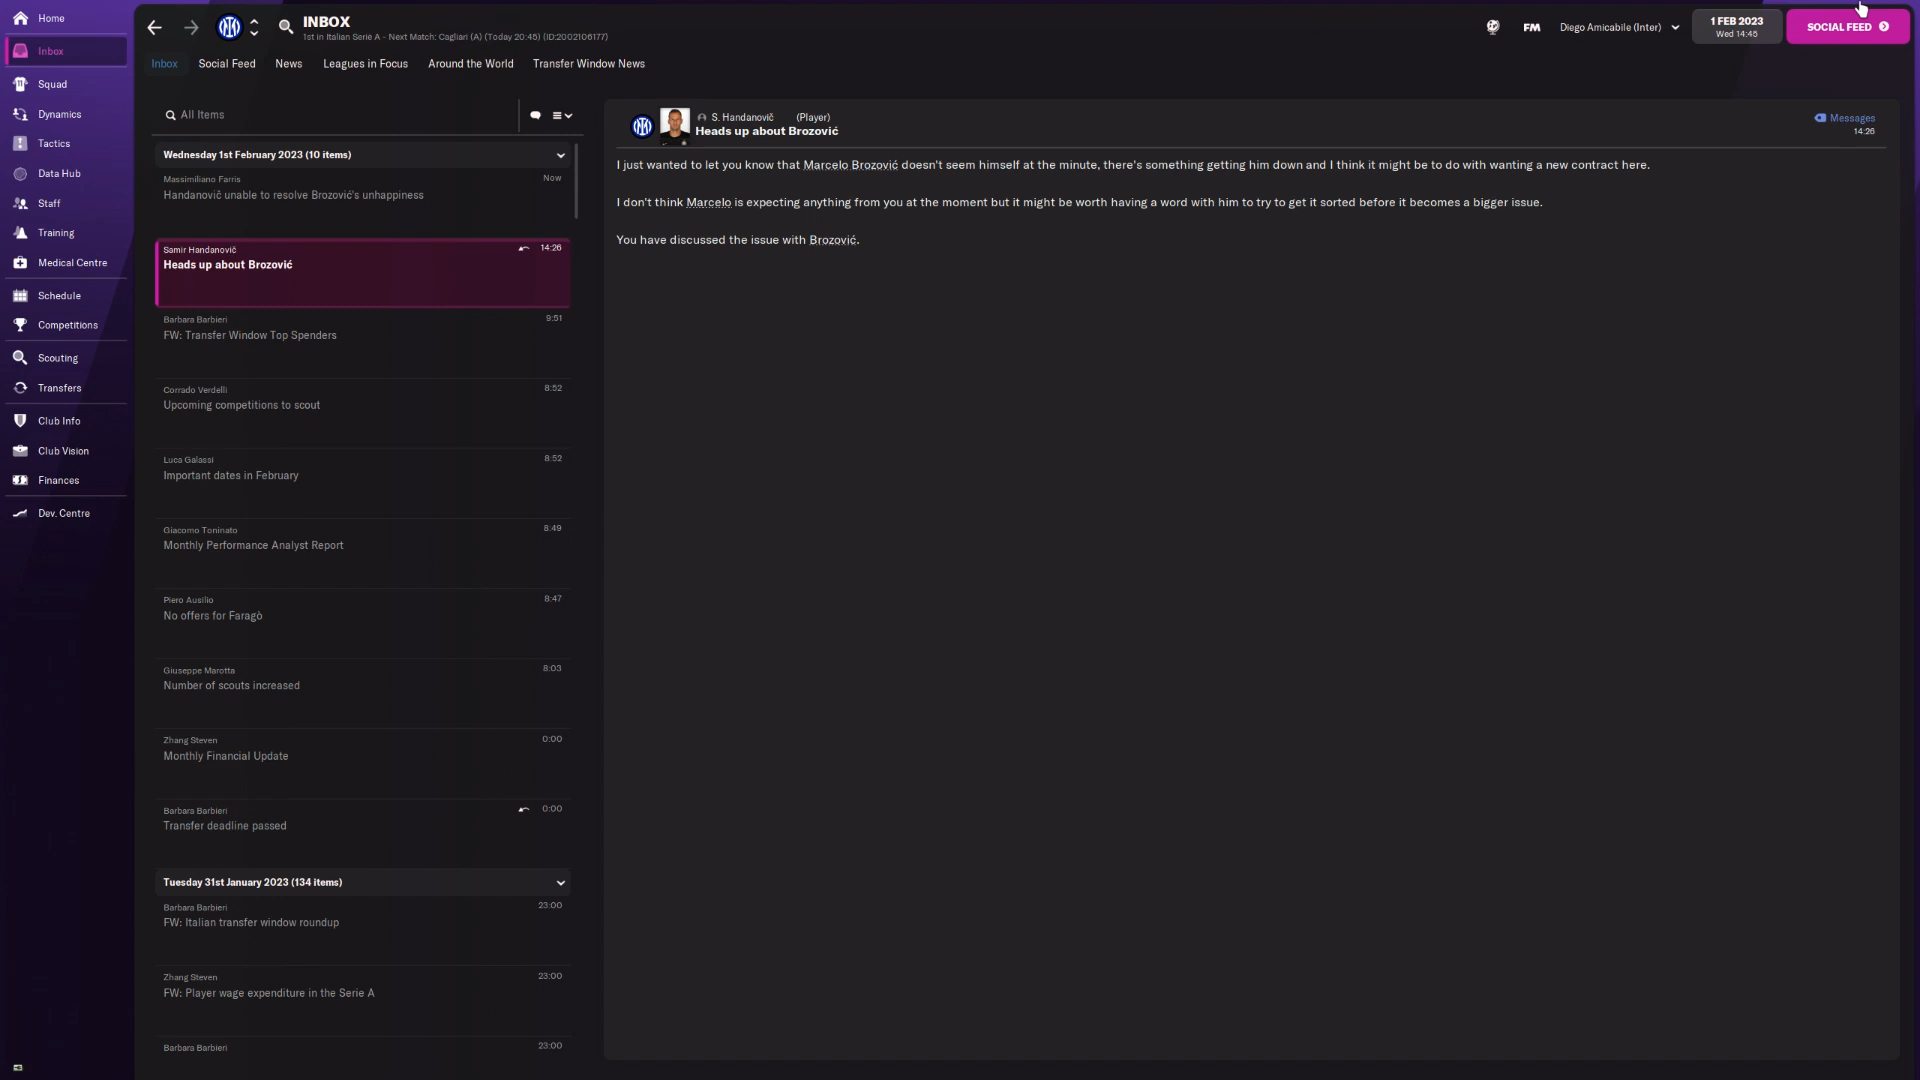 Home
Inbox
Squad
Dynamics
Tactics
Data Hub
Staff
Training
Medical Centre
Schedule
Competitions
Scouting
Transfers
Club Info
Club Vision
Finances
Dev. Centre
INBOX
1st in Italian Serie A - Next Match: Cagliari (A) (Today 20:45) (ID:2002106177)
FM
Diego Amicabile (Inter)
1 FEB 2023
Wed 14:45
SOCIAL FEED
Inbox Social Feed News Leagues in Focus Around the World Transfer Window News
All Items
Wednesday 1st February 2023 (10 items)
Massimiliano Farris Now
Handanovič unable to resolve Brozović's unhappiness
Samir Handanovič 14:26
Heads up about Brozović
Barbara Barbieri 9:51
FW: Transfer Window Top Spenders
Corrado Verdelli 8:52
Upcoming competitions to scout
Luca Galassi 8:52
Important dates in February
Giacomo Toninato 8:49
Monthly Performance Analyst Report
Piero Ausilio 8:47
No offers for Faragò
Giuseppe Marotta 8:03
Number of scouts increased
Zhang Steven 0:00
Monthly Financial Update
Barbara Barbieri 0:00
Transfer deadline passed
Tuesday 31st January 2023 (134 items)
Barbara Barbieri 23:00
FW: Italian transfer window roundup
Zhang Steven 23:00
FW: Player wage expenditure in the Serie A
Barbara Barbieri 23:00
S. Handanovič (Player)
Heads up about Brozović
Messages
14:26
I just wanted to let you know that Marcelo Brozović doesn't seem himself at the minute, there's something getting him down and I think it might be to do with wanting a new contract here.
I don't think Marcelo is expecting anything from you at the moment but it might be worth having a word with him to try to get it sorted before it becomes a bigger issue.
You have discussed the issue with Brozović.